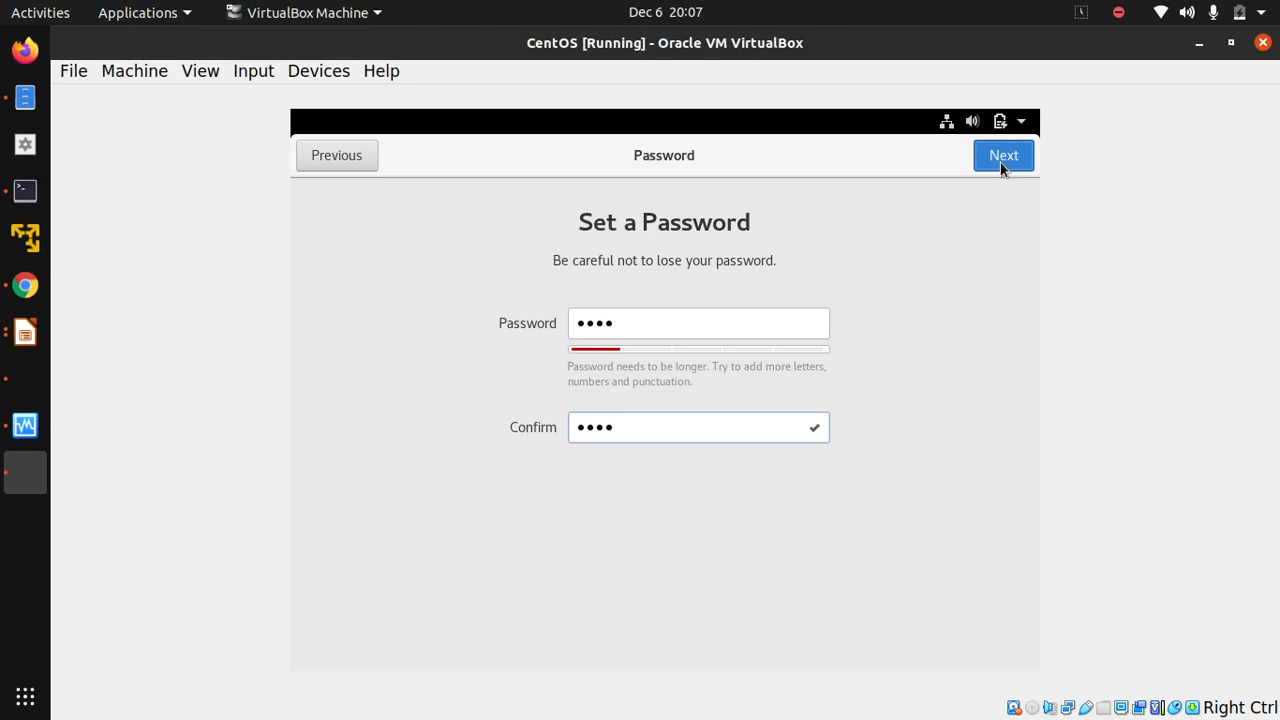 Activities Applications VirtualBox Machine Dec 6 20:07
CentOS [Running] - Oracle VM VirtualBox
File Machine View Input Devices Help
Previous Password Next
Set a Password
Be careful not to lose your password.
Password ●●●●
Password needs to be longer. Try to add more letters,
numbers and punctuation.
Confirm ●●●●
Right Ctrl